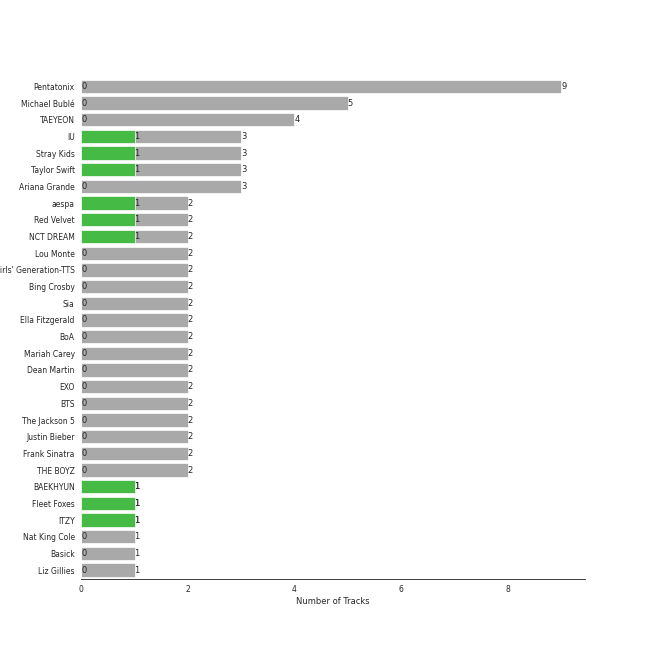 Pentatonix 0 9
Michael Bublé 0 5
TAEYEON 0 4
IU 1 3
Stray Kids 1 3
Taylor Swift 1 3
Ariana Grande 0 3
aespa 1 2
Red Velvet 1 2
NCT DREAM 1 2
Lou Monte 0 2
irls' Generation-TTS 0 2
Bing Crosby 0 2
Sia 0 2
Ella Fitzgerald 0 2
BoA 0 2
Mariah Carey 0 2
Dean Martin 0 2
EXO 0 2
BTS 0 2
The Jackson 5 0 2
Justin Bieber 0 2
Frank Sinatra 0 2
THE BOYZ 0 2
BAEKHYUN 1
Fleet Foxes 1
ITZY 1
Nat King Cole 0 1
Basick 0 1
Liz Gillies 0 1
0 2 4 6 8
Number of Tracks